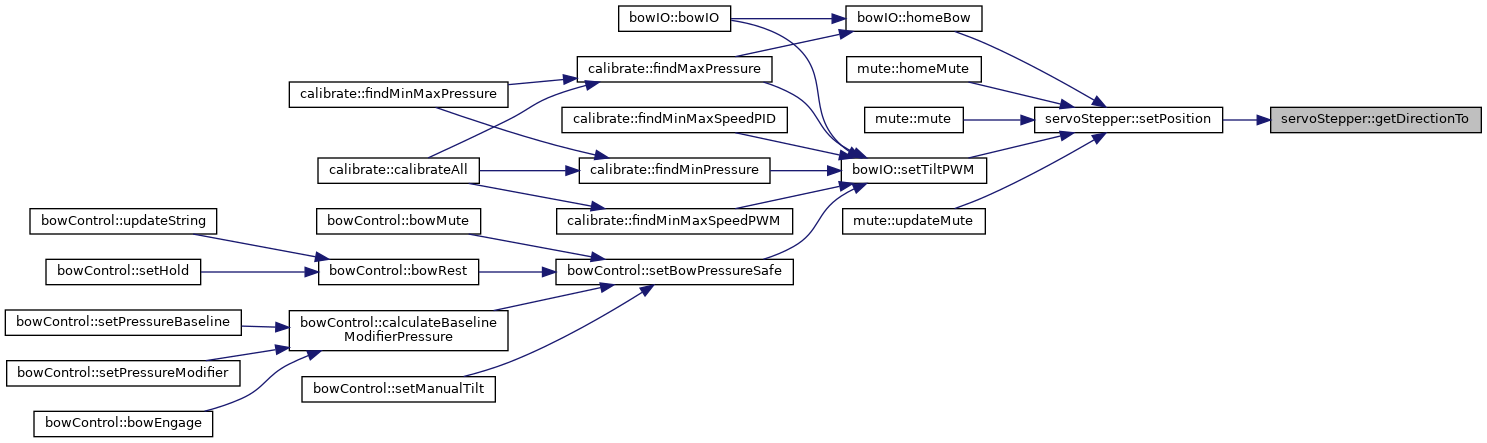 bowIO::bowIO
bowIO::homeBow
calibrate::findMaxPressure
mute::homeMute
calibrate::findMinMaxPressure
calibrate::findMinMaxSpeedPID
mute::mute
servoStepper::setPosition
servoStepper::getDirectionTo
calibrate::calibrateAll
calibrate::findMinPressure
bowIO::setTiltPWM
bowControl::updateString
bowControl::bowMute
calibrate::findMinMaxSpeedPWM
mute::updateMute
bowControl::setHold
bowControl::bowRest
bowControl::setBowPressureSafe
bowControl::setPressureBaseline
bowControl::calculateBaseline
ModifierPressure
bowControl::setPressureModifier
bowControl::setManualTilt
bowControl::bowEngage